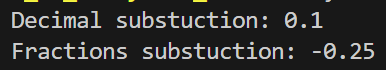 Decimal substuction: 0.1
Fractions substuction: -0.25